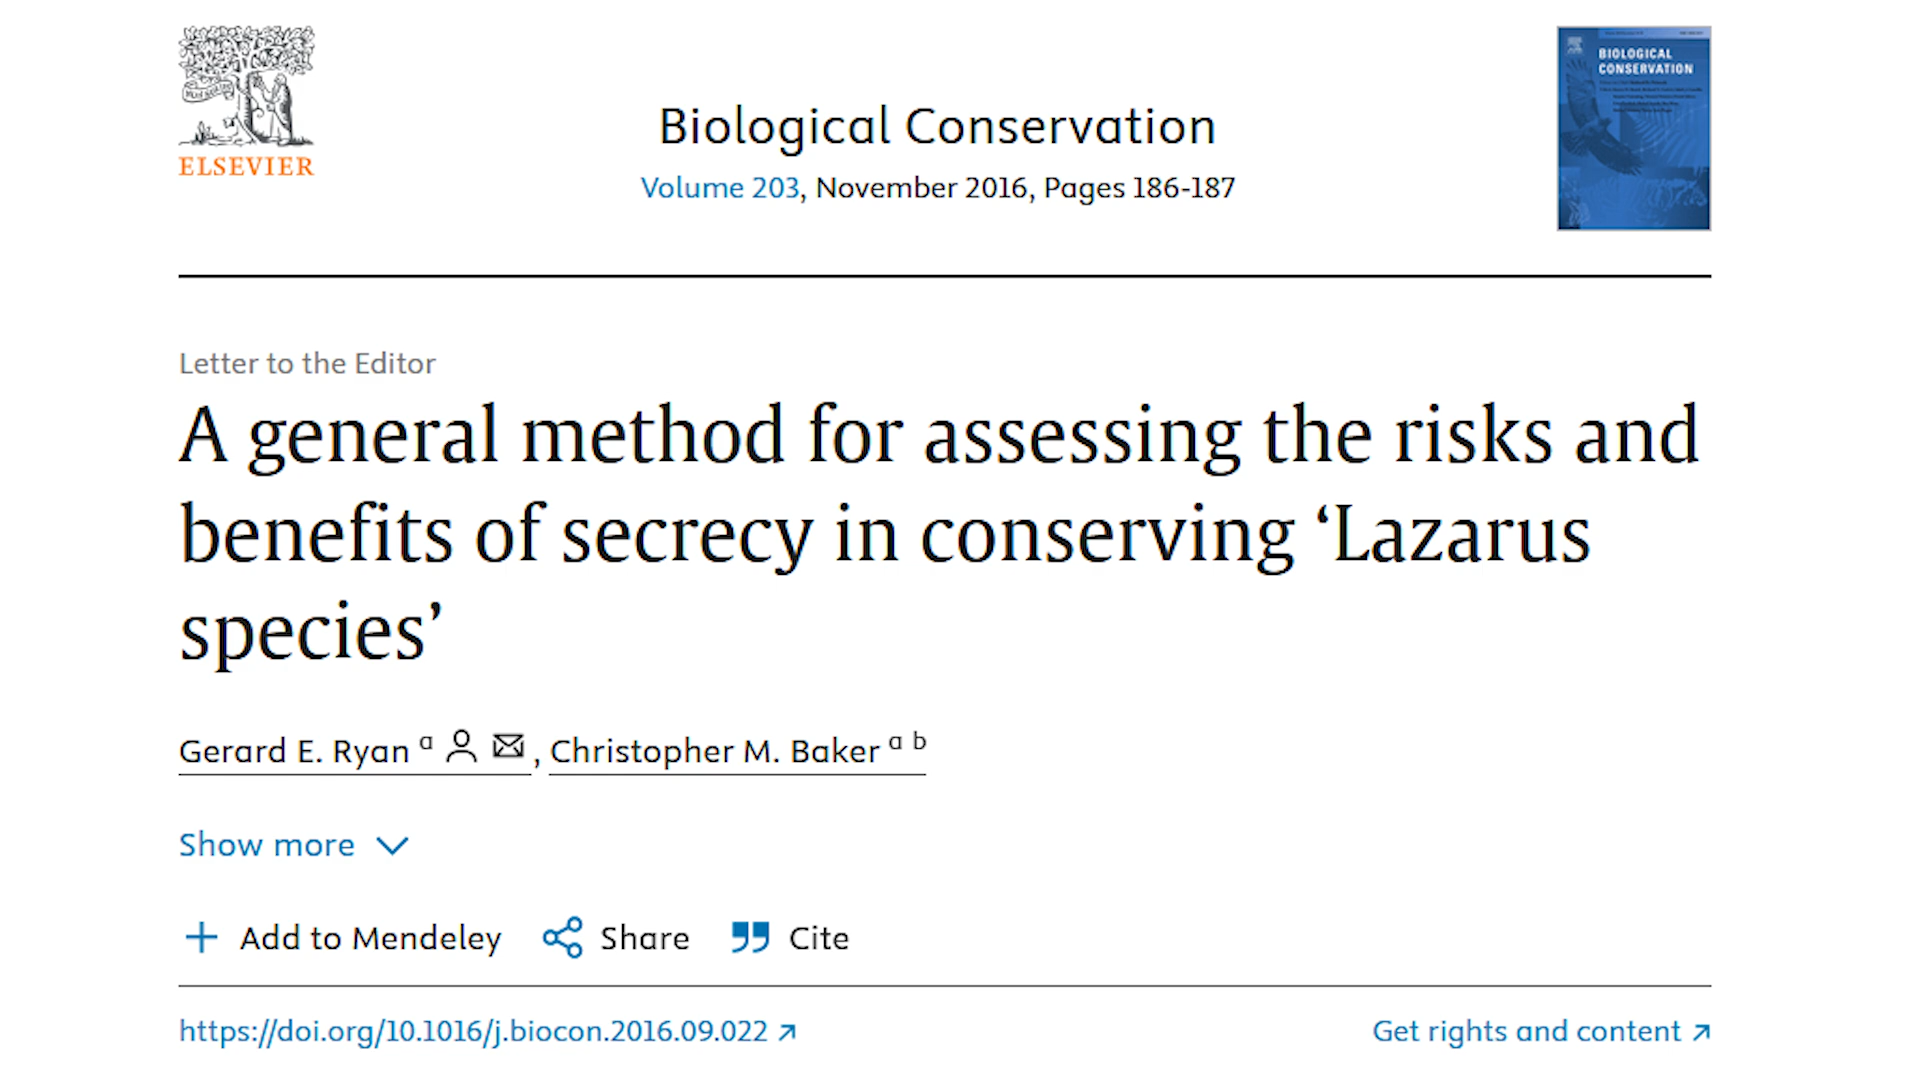 ELSEVIER
BIOLOGICAL
CONSERVATION
Biological Conservation
Volume 203, November 2016, Pages 186-187
Letter to the Editor
A general method for assessing the risks and
benefits of secrecy in conserving ‘Lazarus
species’
Gerard E. Ryan a, Christopher M. Baker a b
Show more
Add to Mendeley Share Cite
https://doi.org/10.1016/j.biocon.2016.09.022 Get rights and content